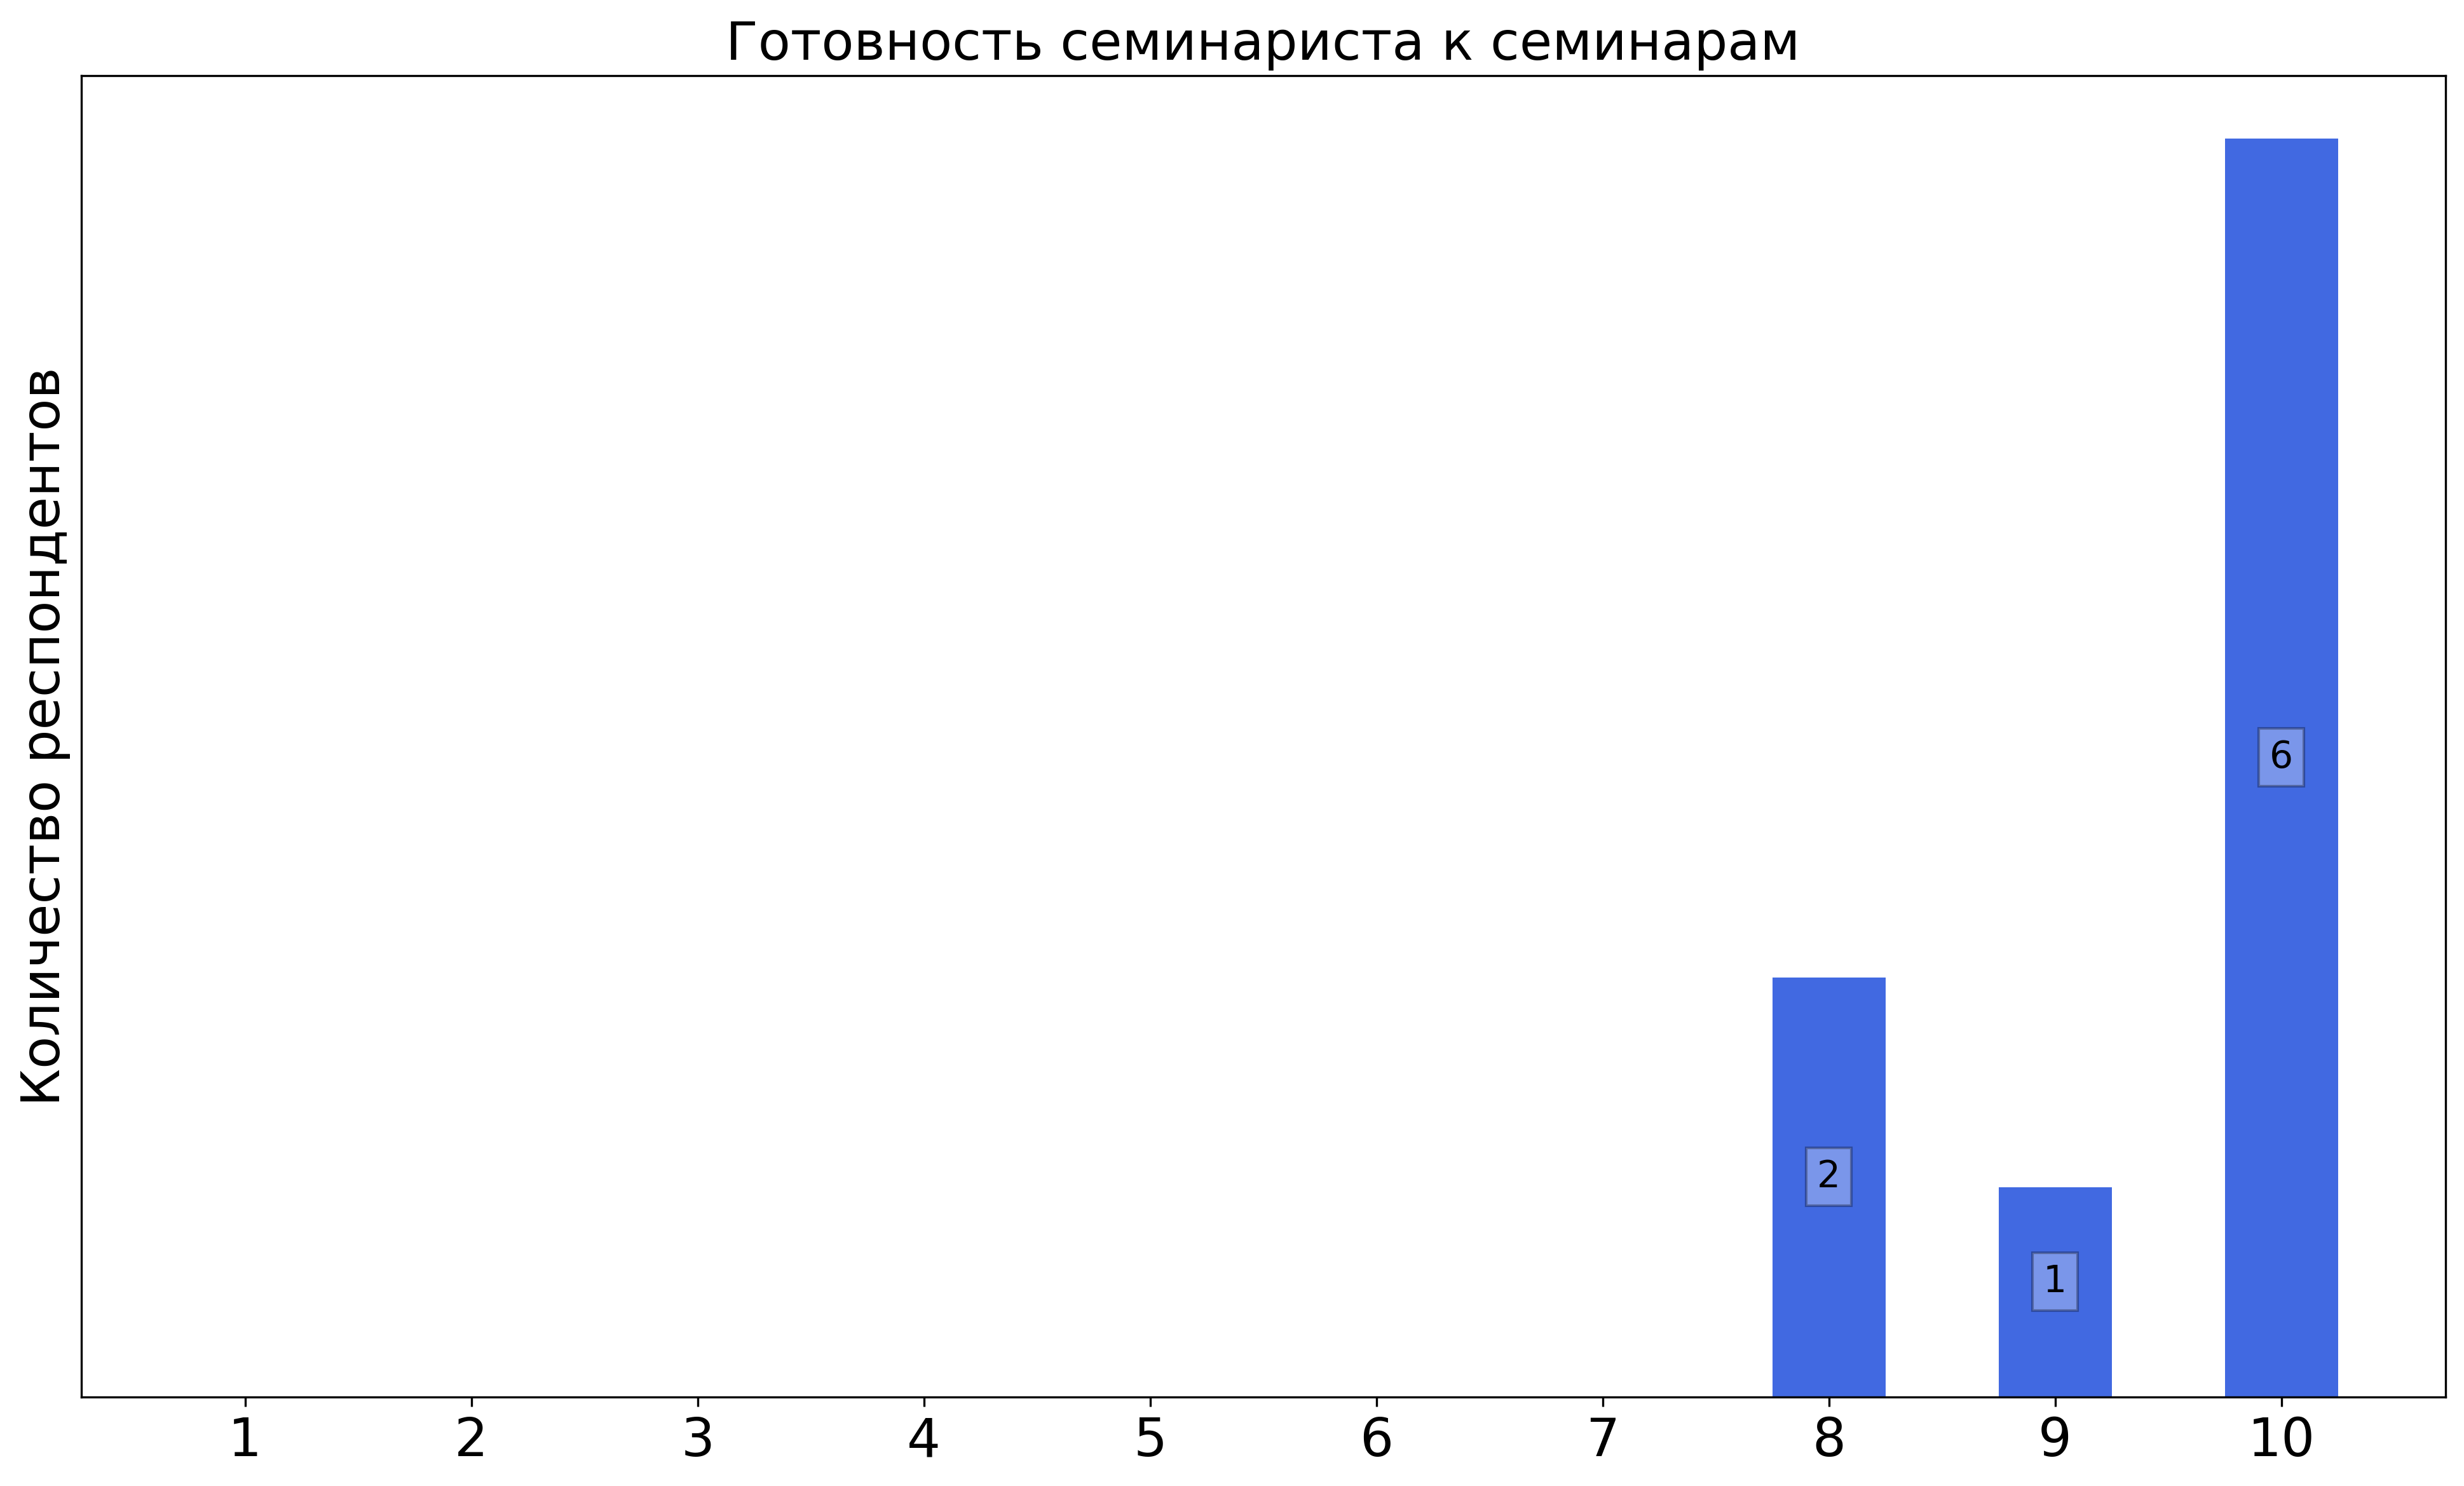 Готовность семинариста к семинарам
Количество респондентов
6
2
1
1 2 3 4 5 6 7 8 9 10